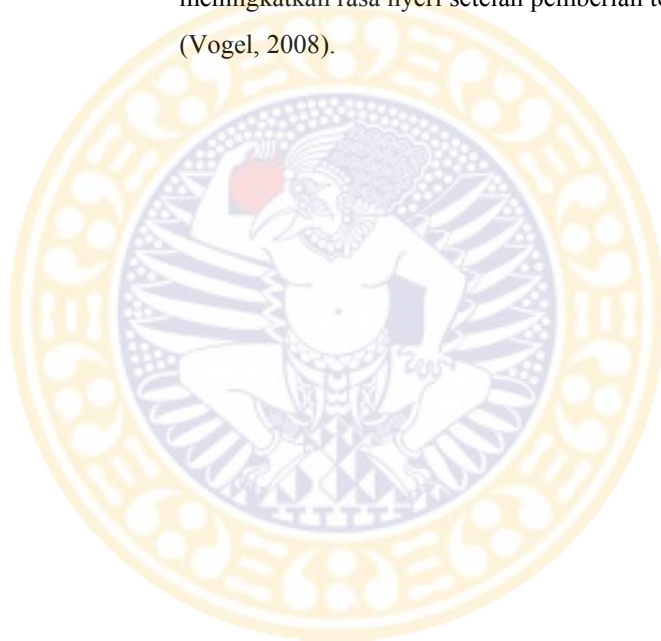 meningkatkan rasa nyeri setelah pemberian
(Vogel, 2008).